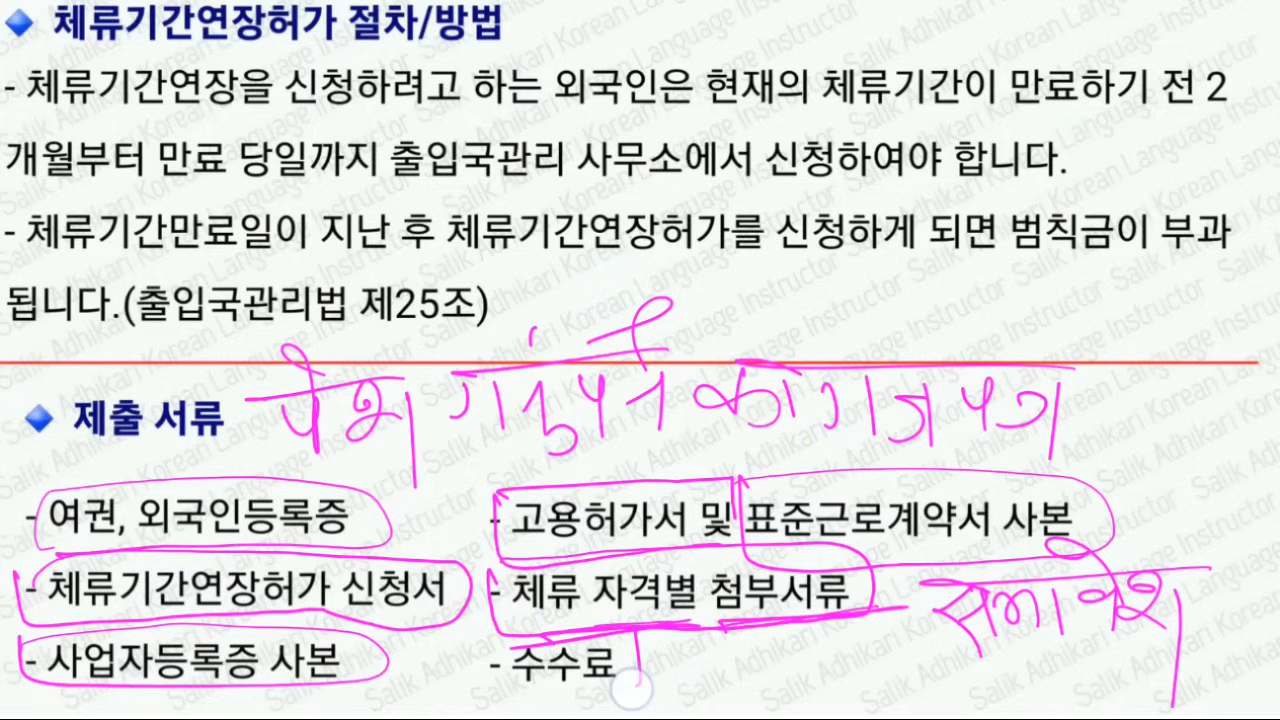 체류기간연장허가 절차/방법
- 체류기간연장을 신청하려고 하는 외국인은 현재의 체류기간이 만료하기 전 2
개월부터 만료 당일까지 출입국관리 사무소에서 신청하여야 합니다.
- 체류기간만료일이 지난 후 체류기간연장허가를 신청하게 되면 범칙금이 부과
됩니다.(출입국관리법 제25조)
पेश गर्नुपर्ने कागजपत्र
제출 서류
- 여권, 외국인등록증
- 고용허가서 및 표준근로계약서 사본
- 체류기간연장허가 신청서
- 체류 자격별 첨부서류
- 사업자등록증 사본
- 수수료
Salik Adhikari Korean Language Instructor